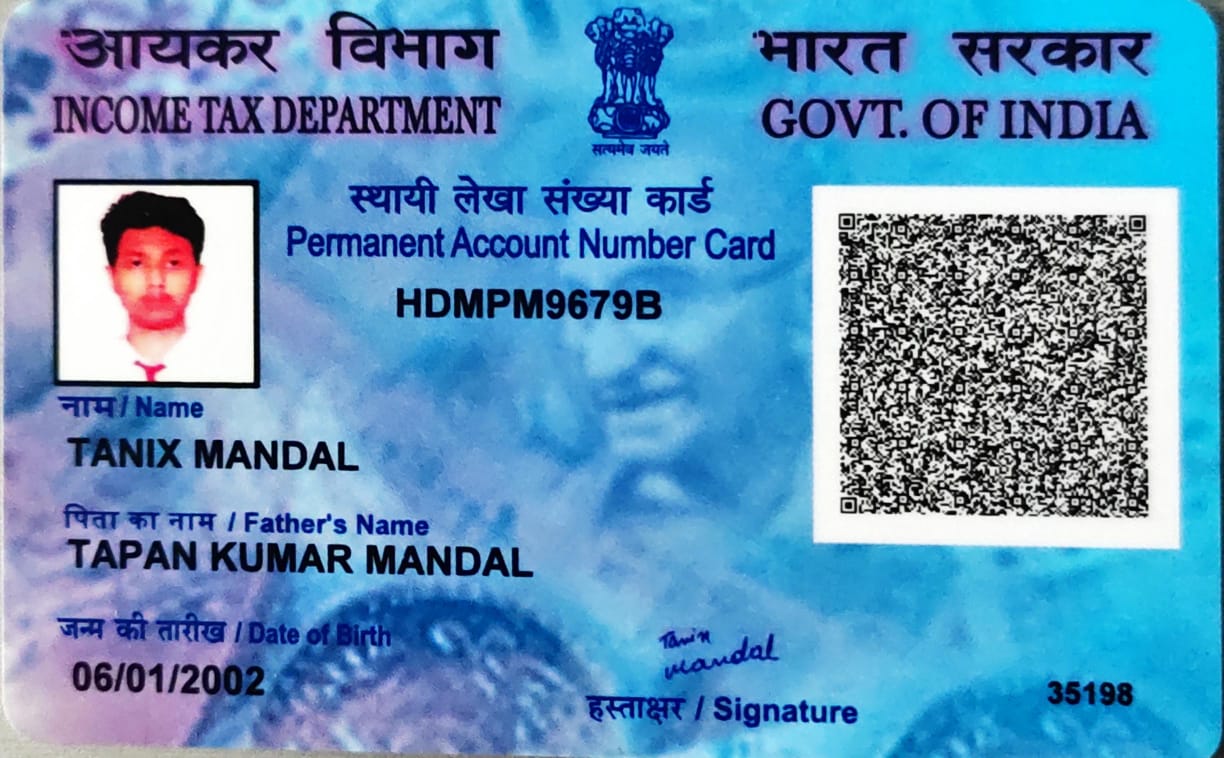 आयकर विभाग
INCOME TAX DEPARTMENT
सत्यमेव जयते
भारत सरकार
GOVT. OF INDIA
स्थायी लेखा संख्या कार्ड
Permanent Account Number Card
HDMPM9679B
नाम / Name
TANIX MANDAL
पिता का नाम / Father's Name
TAPAN KUMAR MANDAL
जन्म की तारीख / Date of Birth
06/01/2002
Tanix
Mandal
हस्ताक्षर / Signature
35198